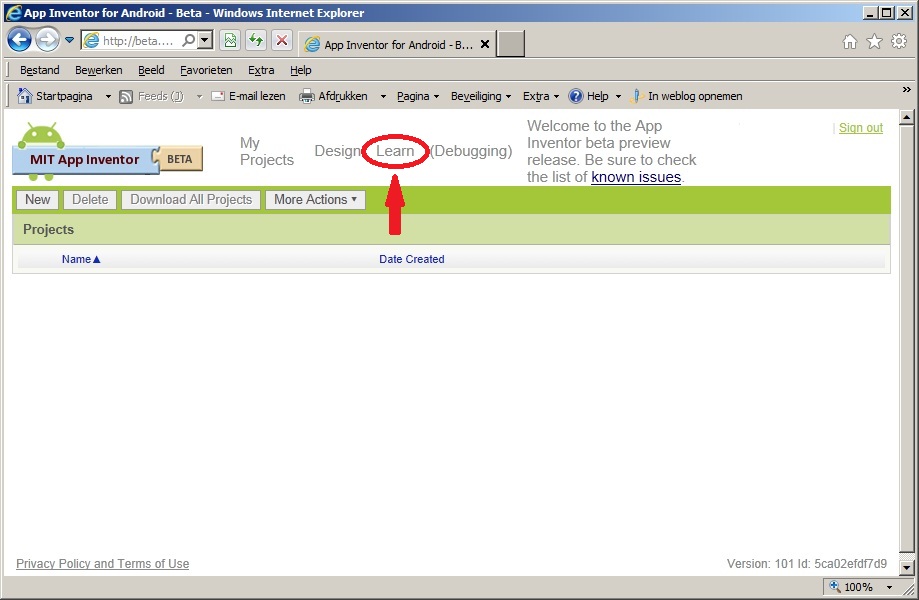 App Inventor for Android - Beta - Windows Internet Explorer
http://beta....
App Inventor for Android - B...
Bestand Bewerken Beeld Favorieten Extra Help
Startpagina Feeds (J) E-mail lezen Afdrukken Pagina Beveiliging Extra Help In weblog opnemen
MIT App Inventor BETA
My
Projects
Design Learn (Debugging)
Welcome to the App
Inventor beta preview
release. Be sure to check
the list of known issues.
Sign out
New Delete Download All Projects More Actions
Projects
Name Date Created
Privacy Policy and Terms of Use
Version: 101 Id: 5ca02efdf7d9
100%